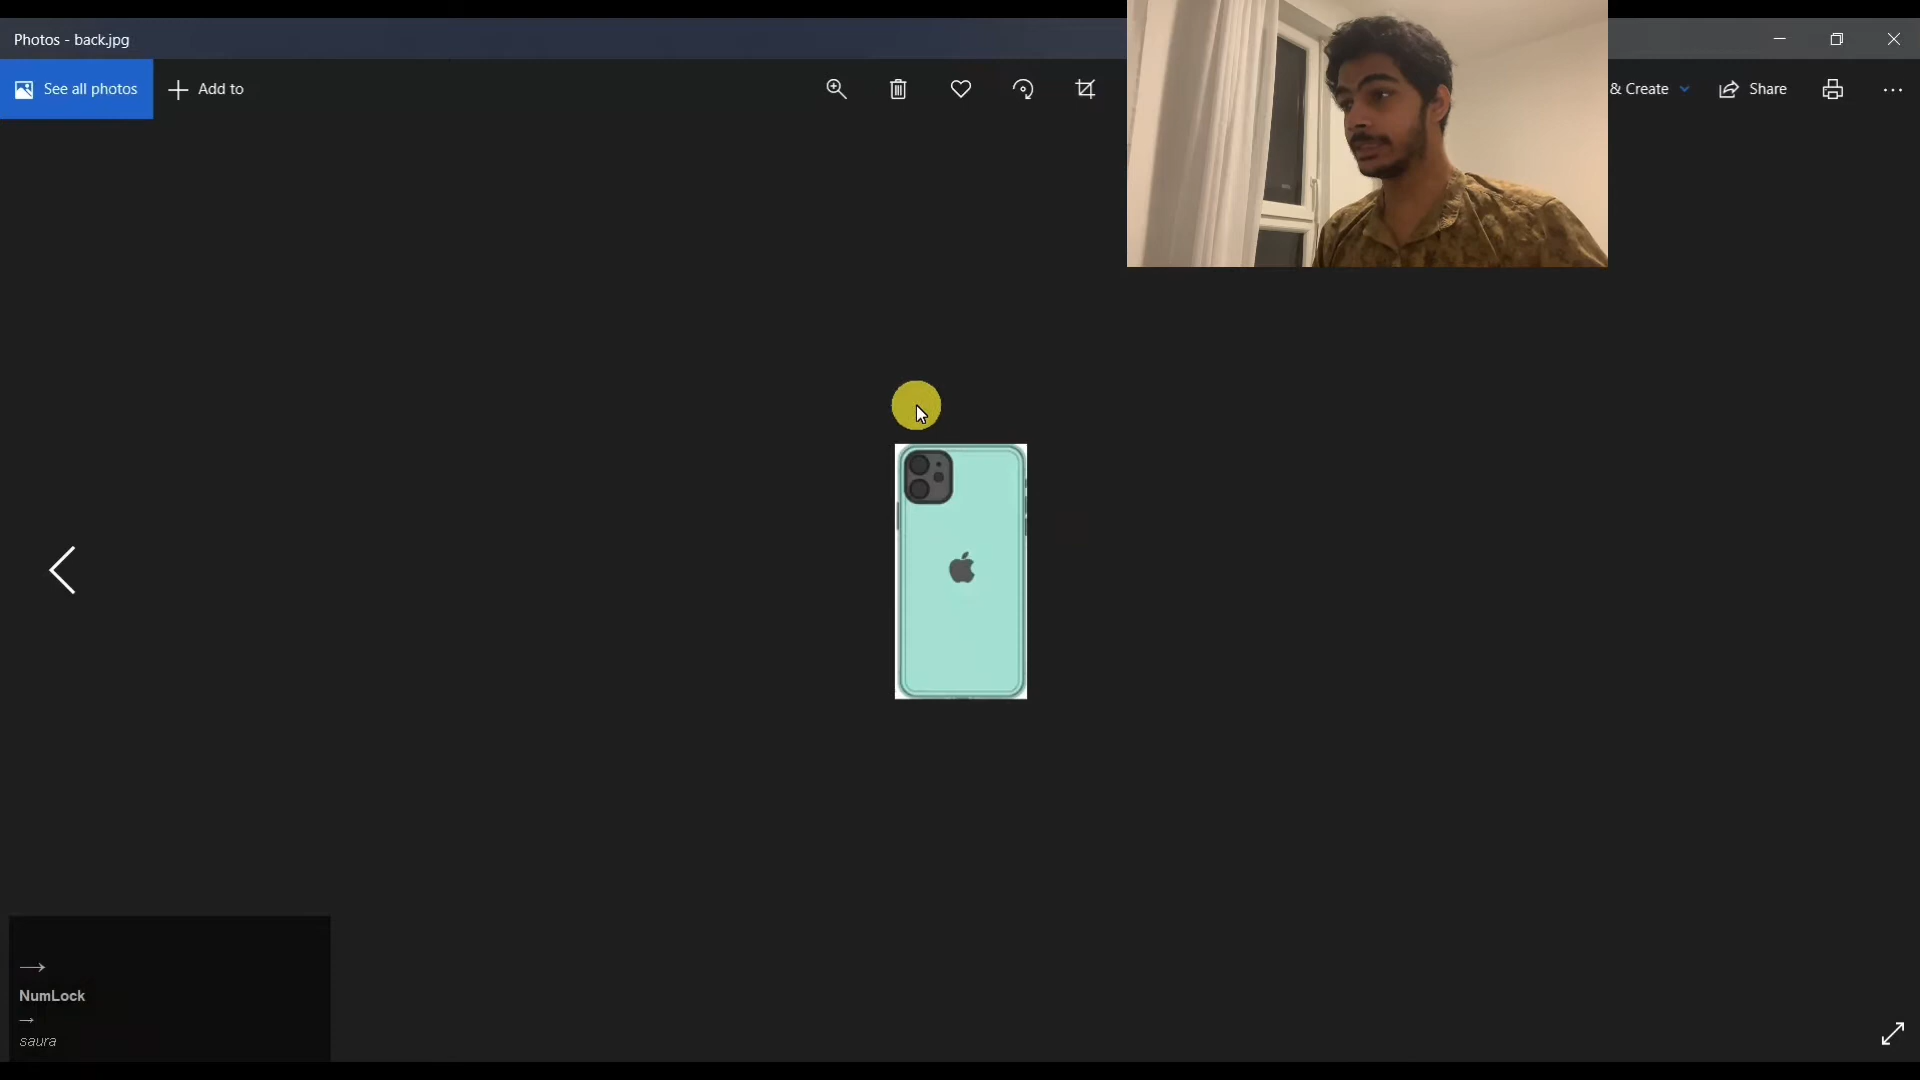 Photos - back.jpg
See all photos
Add to
& Create
Share
NumLock
saura